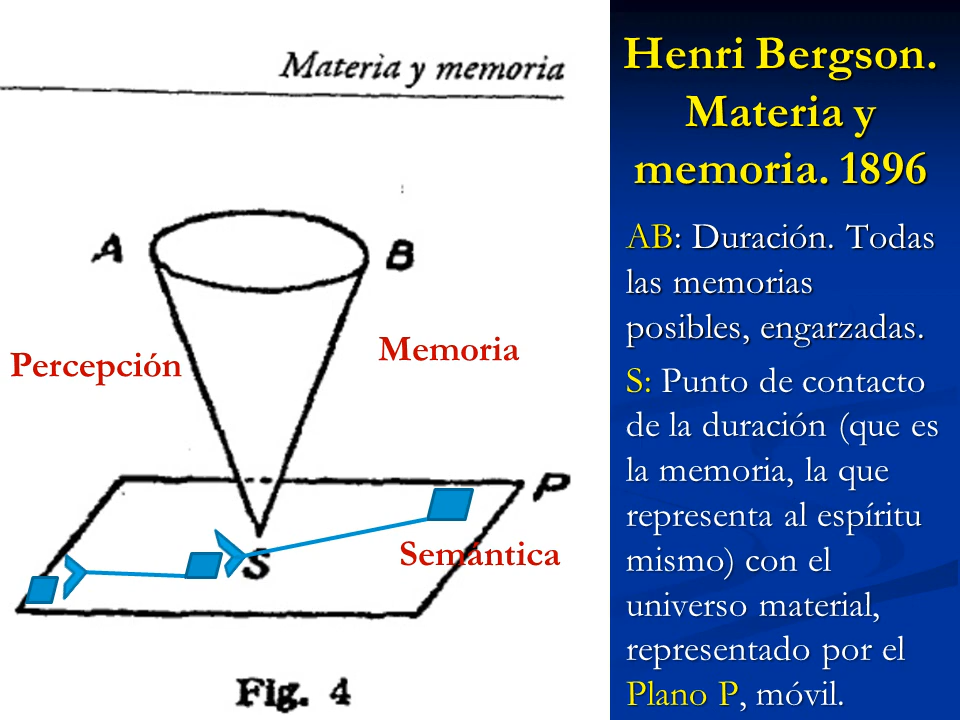 Materia y memoria
A
B
Percepción
Memoria
P
S
Semántica
Fig. 4
Henri Bergson.
Materia y
memoria. 1896
AB: Duración. Todas
las memorias
posibles, engarzadas.
S: Punto de contacto
de la duración (que es
la memoria, la que
representa al espíritu
mismo) con el
universo material,
representado por el
Plano P, móvil.